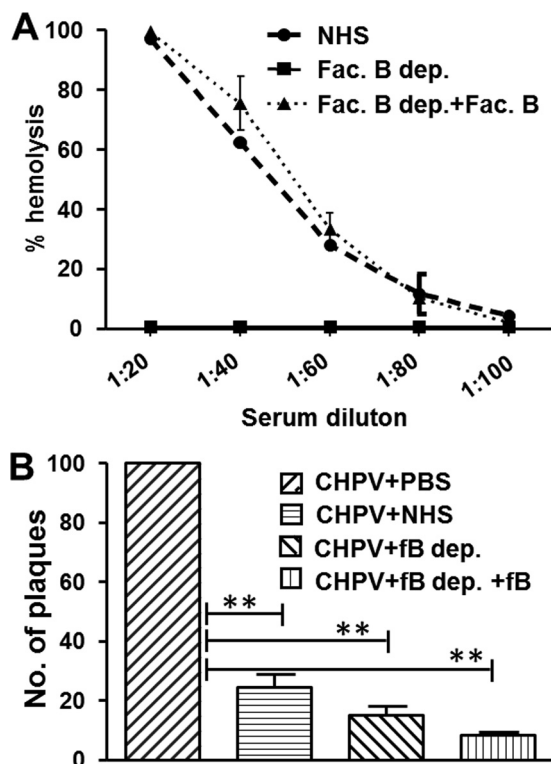 A
100
80
60
40
20
0
% hemolysis
NHS
Fac. B dep.
Fac. B dep.+Fac. B
1:20
1:40
1:60
1:80
1:100
Serum diluton
B
100
80
60
40
20
0
No. of plaques
CHPV+PBS
CHPV+NHS
CHPV+fB dep.
CHPV+fB dep. +fB
**
**
**